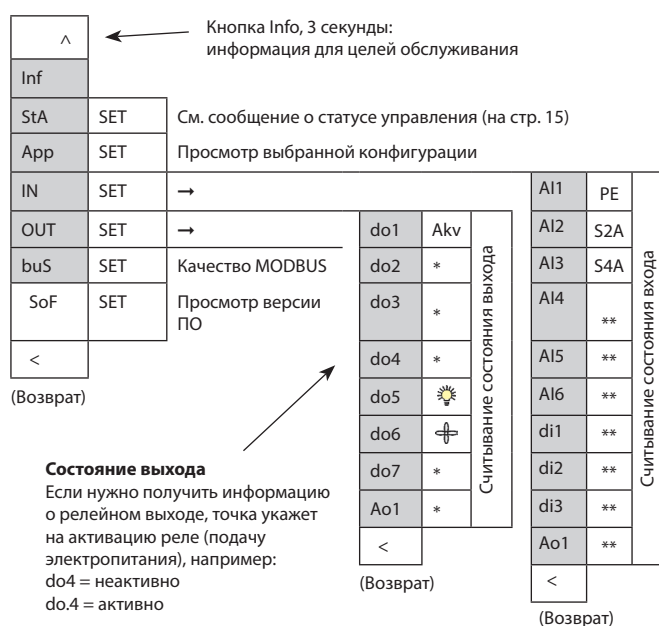 Кнопка Info, 3 секунды:
информация для целей обслуживания
^
Inf
StA SET См. сообщение о статусе управления (на стр. 15)
App SET Просмотр выбранной конфигурации
IN SET →
OUT SET →
buS SET Качество MODBUS
SoF SET Просмотр версии
ПО
<
(Возврат)
do1 Akv
do2 *
do3 *
do4 *
do5
do6
do7 *
Ao1 *
<
(Возврат)
Считывание состояния выхода
AI1 PE
AI2 S2A
AI3 S4A
AI4 **
AI5 **
AI6 **
di1 **
di2 **
di3 **
Ao1 **
<
(Возврат)
Считывание состояния входа
Состояние выхода
Если нужно получить информацию
о релейном выходе, точка укажет
на активацию реле (подачу
электропитания), например:
do4 = неактивно
do.4 = активно